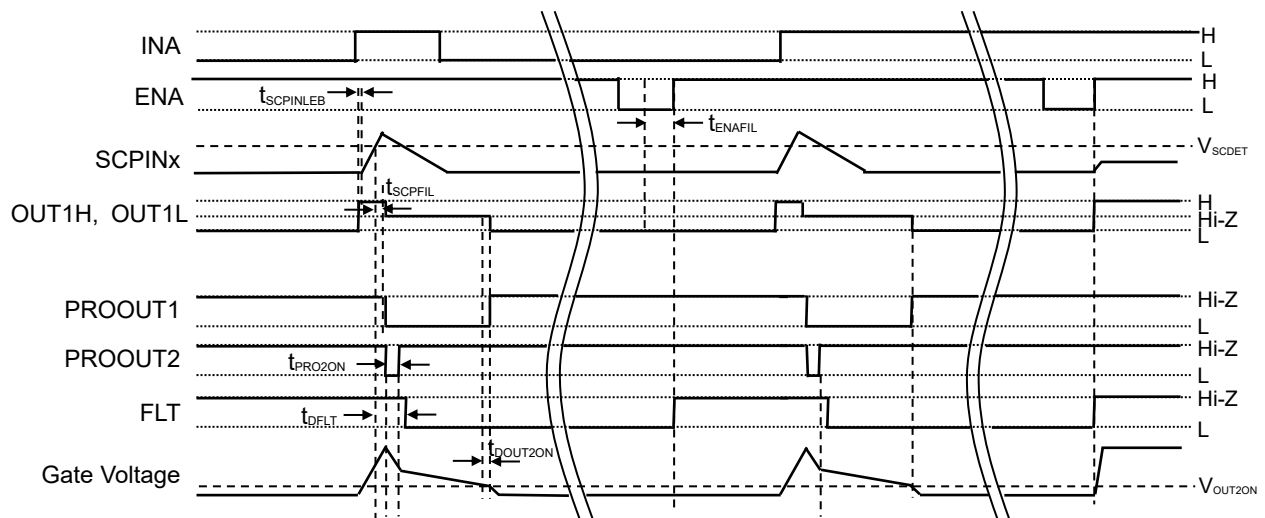 INA
H
L
ENA
H
L
tSCPINLEB
tENAFIL
SCPINx
VSCDET
tSCPFIL
OUT1H, OUT1L
H
Hi-Z
L
PROOUT1
Hi-Z
L
PROOUT2
Hi-Z
L
tPRO2ON
FLT
Hi-Z
L
tDFLT
tDOUT2ON
Gate Voltage
VOUT2ON